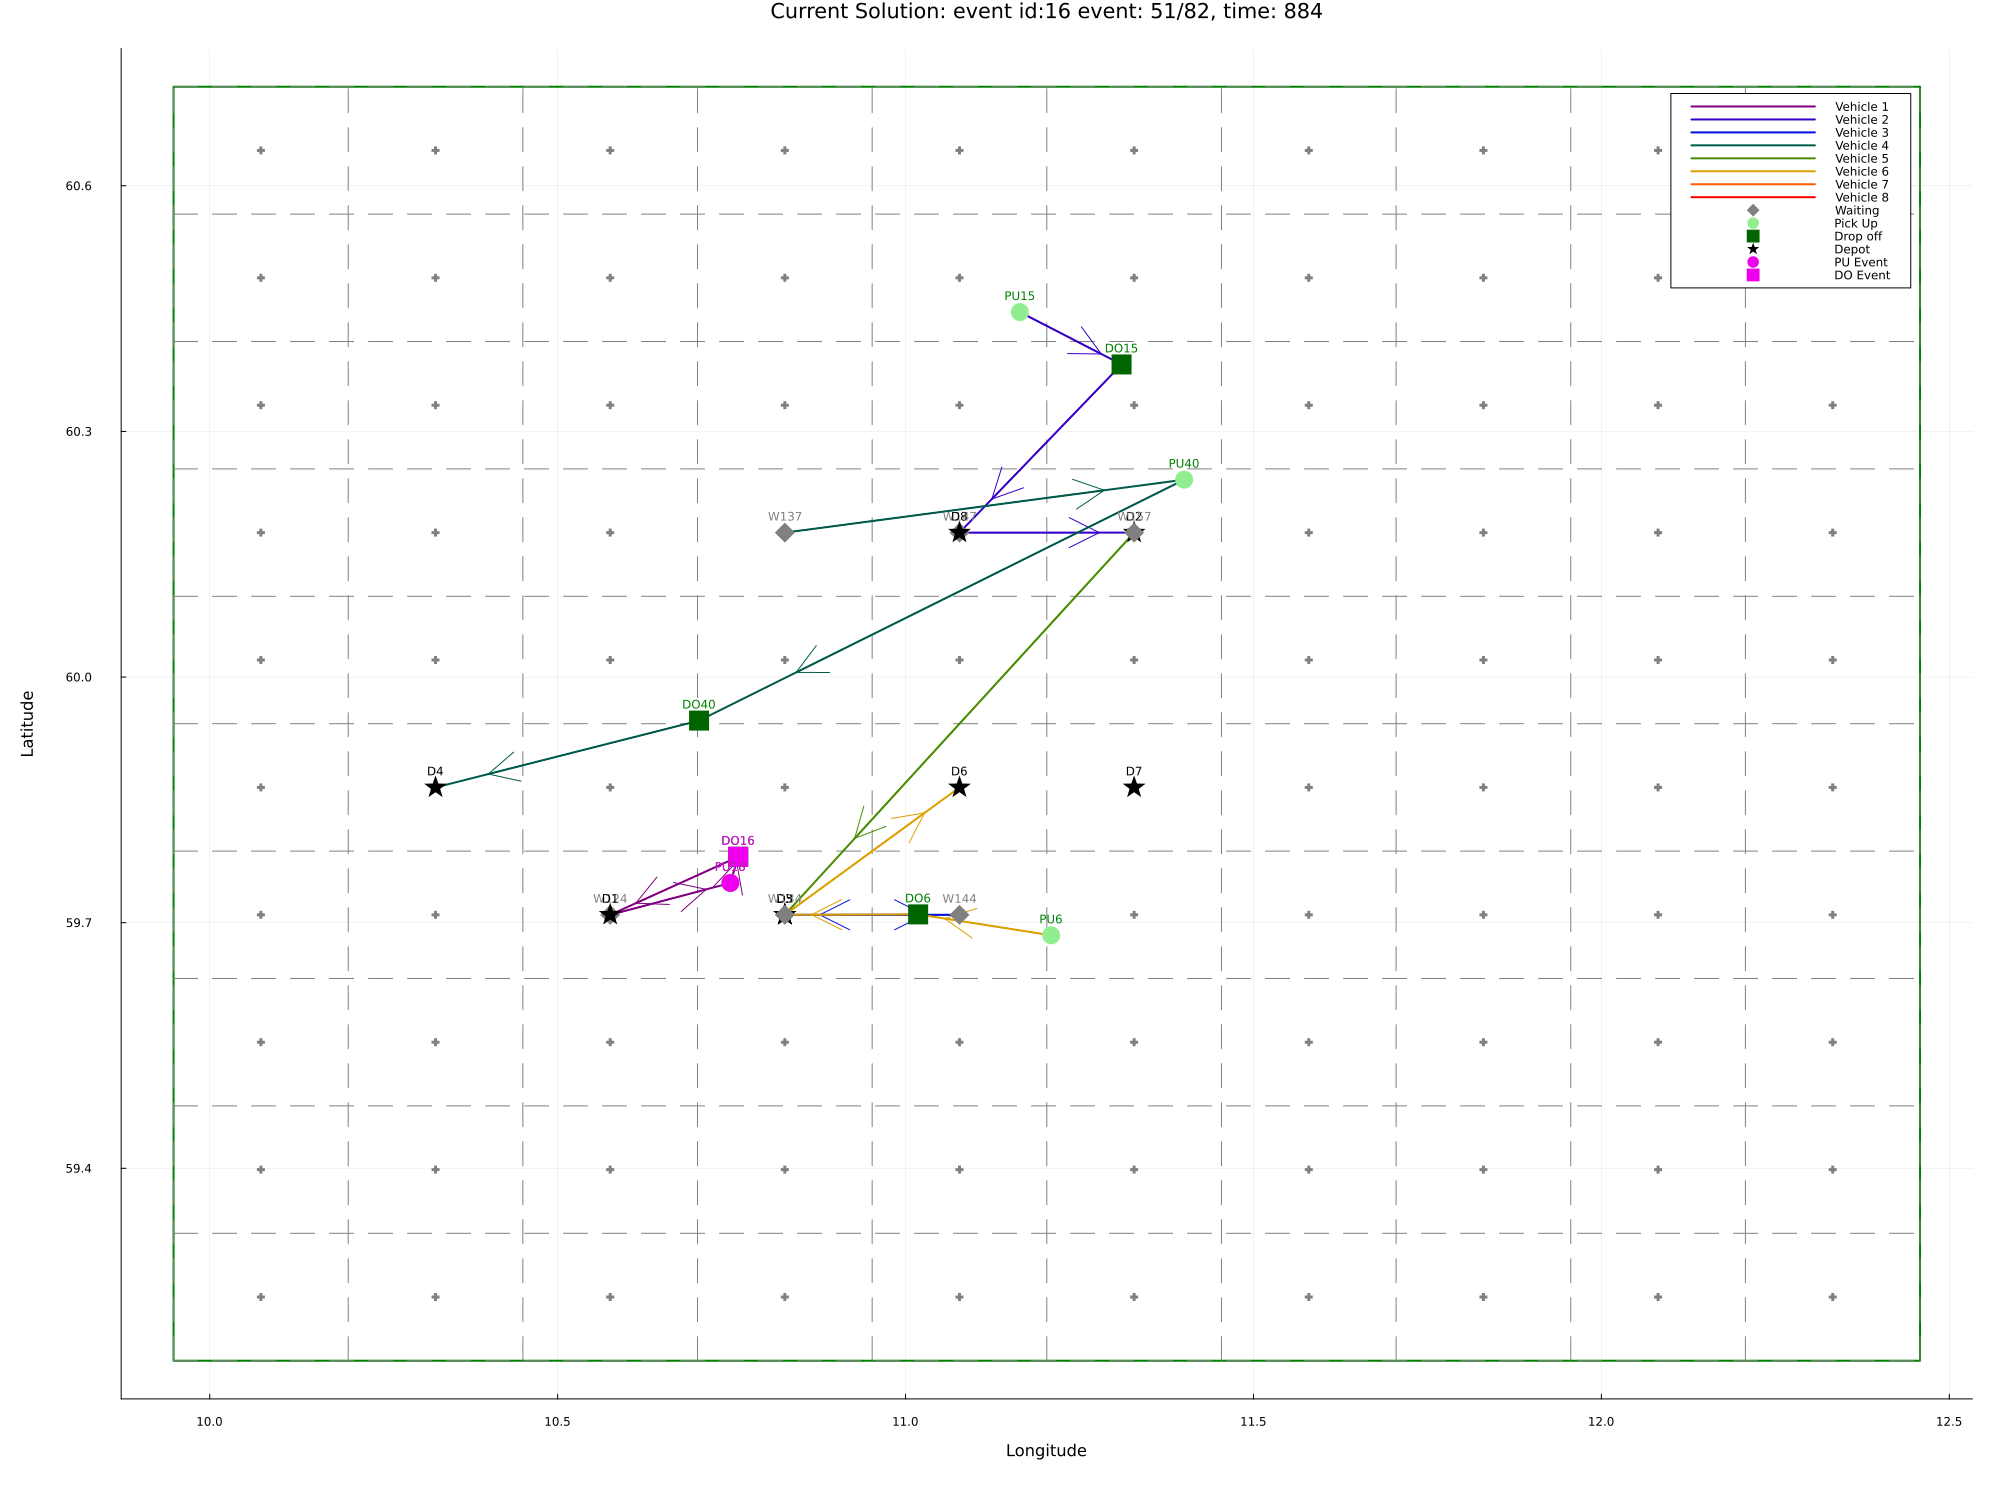 Current Solution: event id:16 event: 51/82, time: 884
Vehicle 1
Vehicle 2
Vehicle 3
Vehicle 4
Vehicle 5
Vehicle 6
Vehicle 7
Vehicle 8
Waiting
Pick Up
Drop off
Depot
PU Event
DO Event
60.6
60.3
60.0
59.7
59.4
Latitude
PU15
DO15
PU40
W137
D8
D2
DO40
D4
D6
D7
DO16
D1
DO6
W144
PU6
10.0
10.5
11.0
11.5
12.0
12.5
Longitude